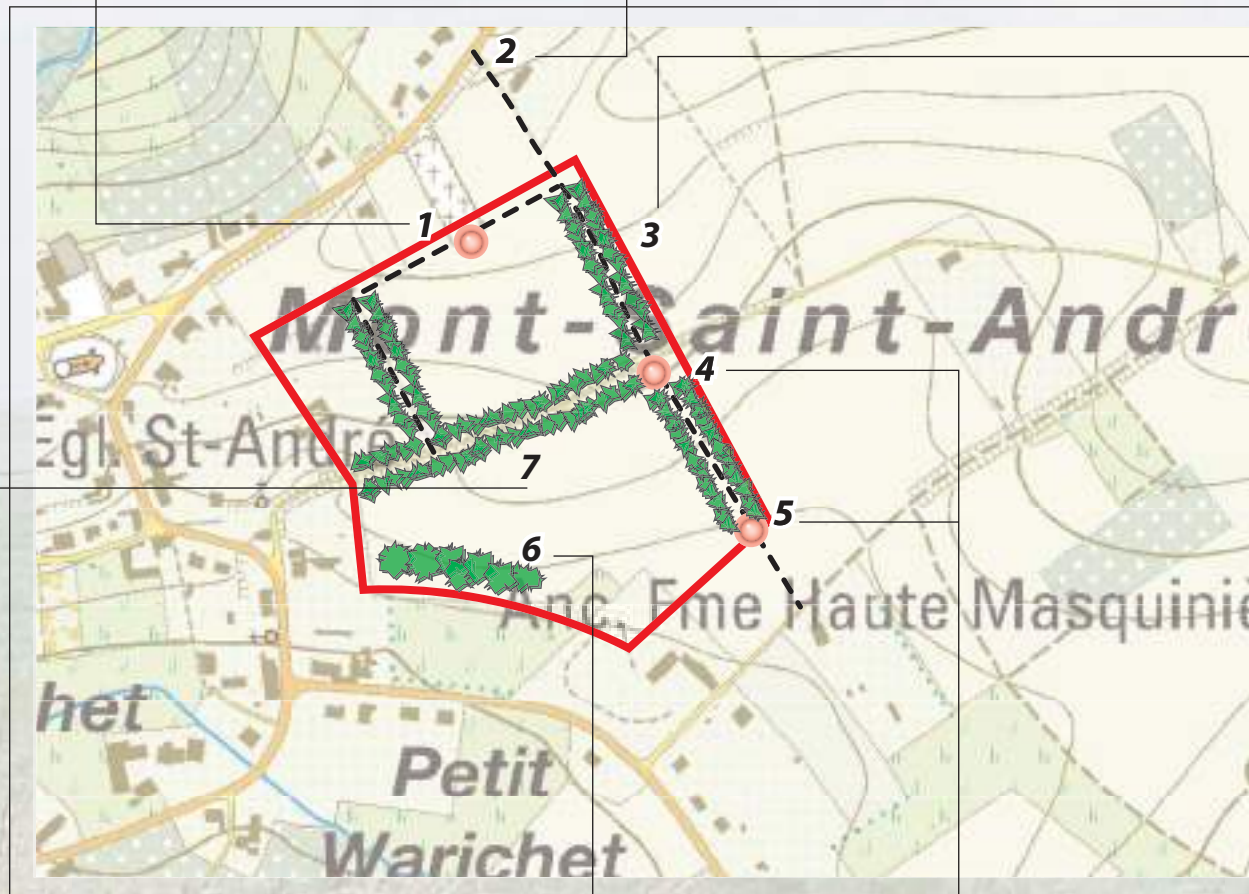 2
1
3
Mont-Saint-Andr
4
Egl. St-André
7
5
6
Anc. Fme Haute Masquiniè
het
Petit
Warichet